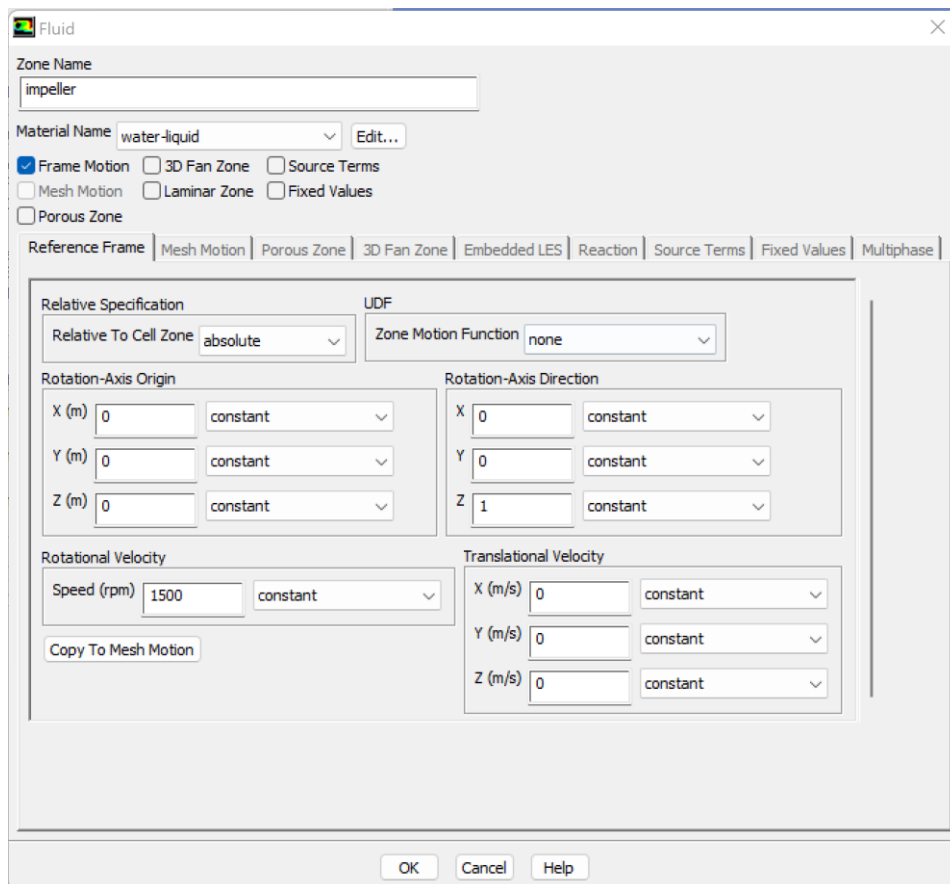 Fluid
Zone Name
impeller
Material Name water-liquid Edit...
Frame Motion 3D Fan Zone Source Terms
Mesh Motion Laminar Zone Fixed Values
Porous Zone
Reference Frame Mesh Motion Porous Zone 3D Fan Zone Embedded LES Reaction Source Terms Fixed Values Multiphase
Relative Specification UDF
Relative To Cell Zone absolute Zone Motion Function none
Rotation-Axis Origin Rotation-Axis Direction
X (m) 0 constant X 0 constant
Y (m) 0 constant Y 0 constant
Z (m) 0 constant Z 1 constant
Rotational Velocity Translational Velocity
Speed (rpm) 1500 constant X (m/s) 0 constant
Copy To Mesh Motion Y (m/s) 0 constant
Z (m/s) 0 constant
OK Cancel Help